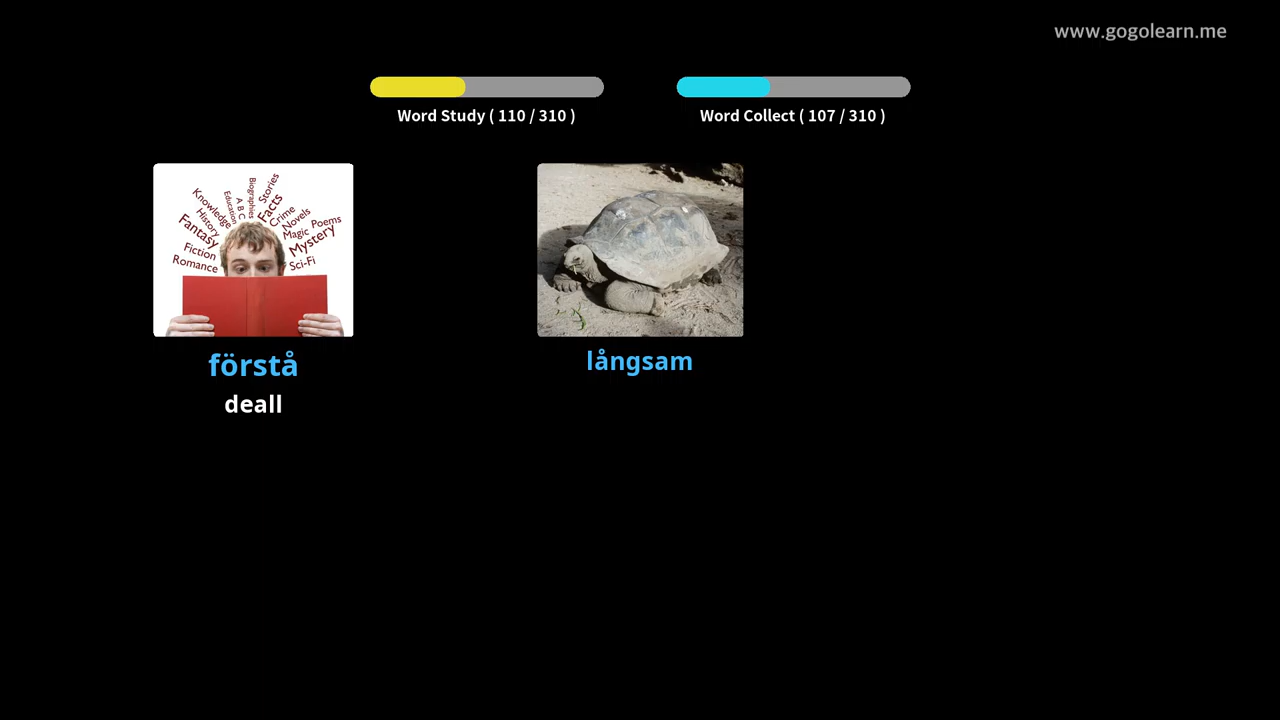 www.gogolearn.me
Word Study ( 110 / 310 )
Word Collect ( 107 / 310 )
Stories
Biographies
Facts
A B C
Education
Crime
Knowledge
Novels
History
Poems
Magic
Fantasy
Mystery
Fiction
Sci-Fi
Romance
förstå
långsam
deall